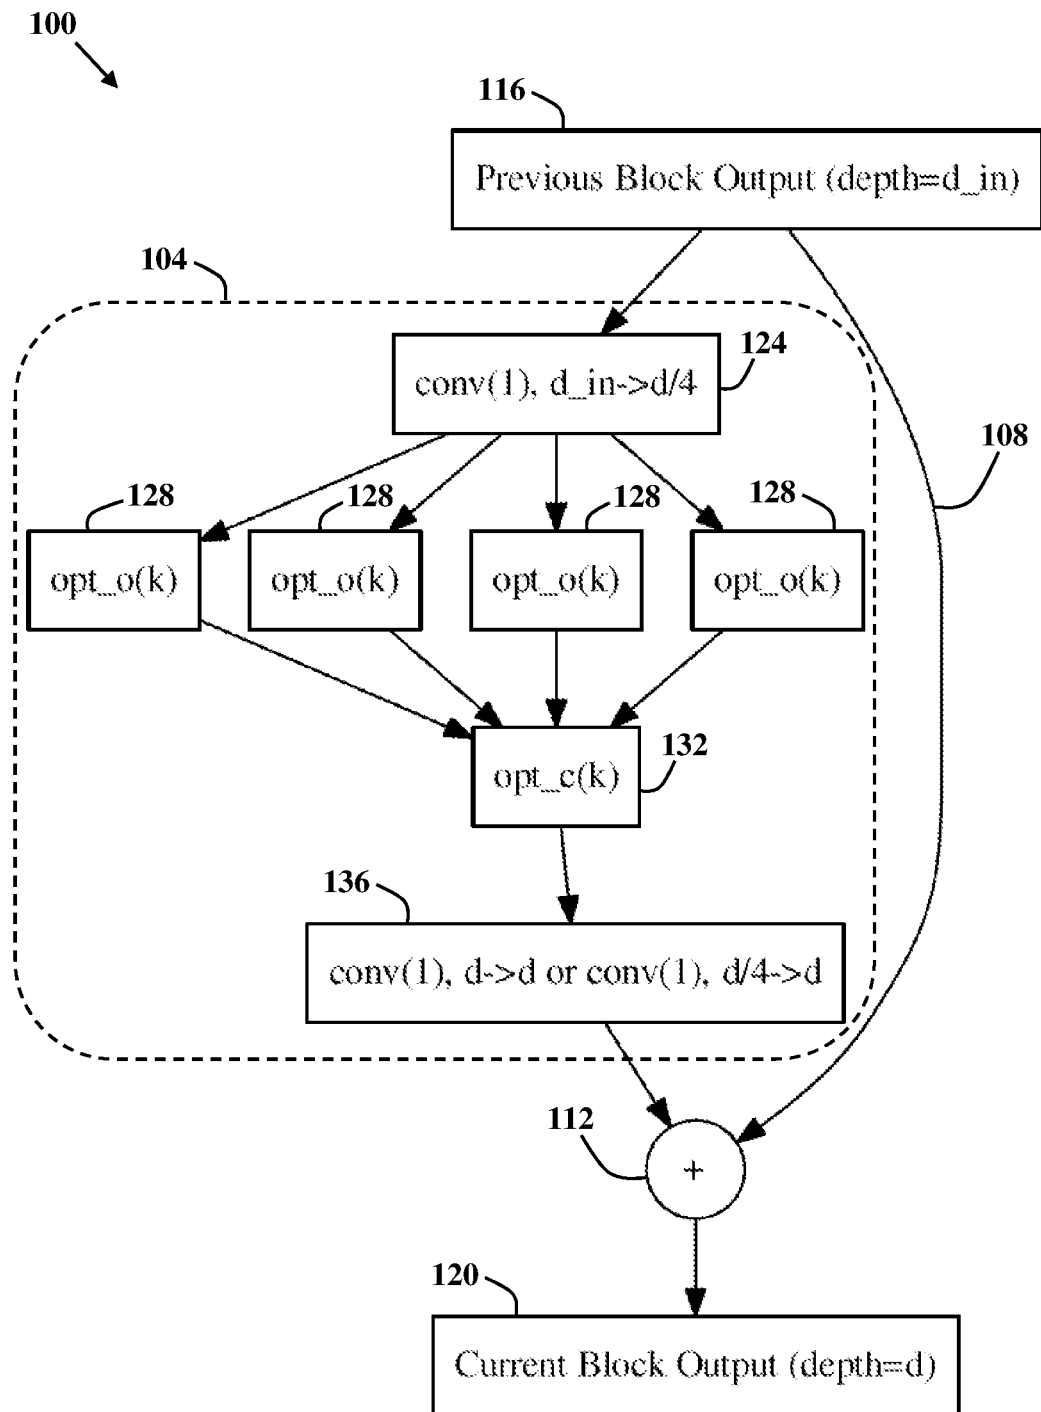 100
116
Previous Block Output (depth=d_in)
104
124
conv(1), d_in->d/4
108
128 128 128 128
opt_o(k) opt_o(k) opt_o(k) opt_o(k)
132
opt_c(k)
136
conv(1), d->d or conv(1), d/4->d
112
+
120
Current Block Output (depth=d)